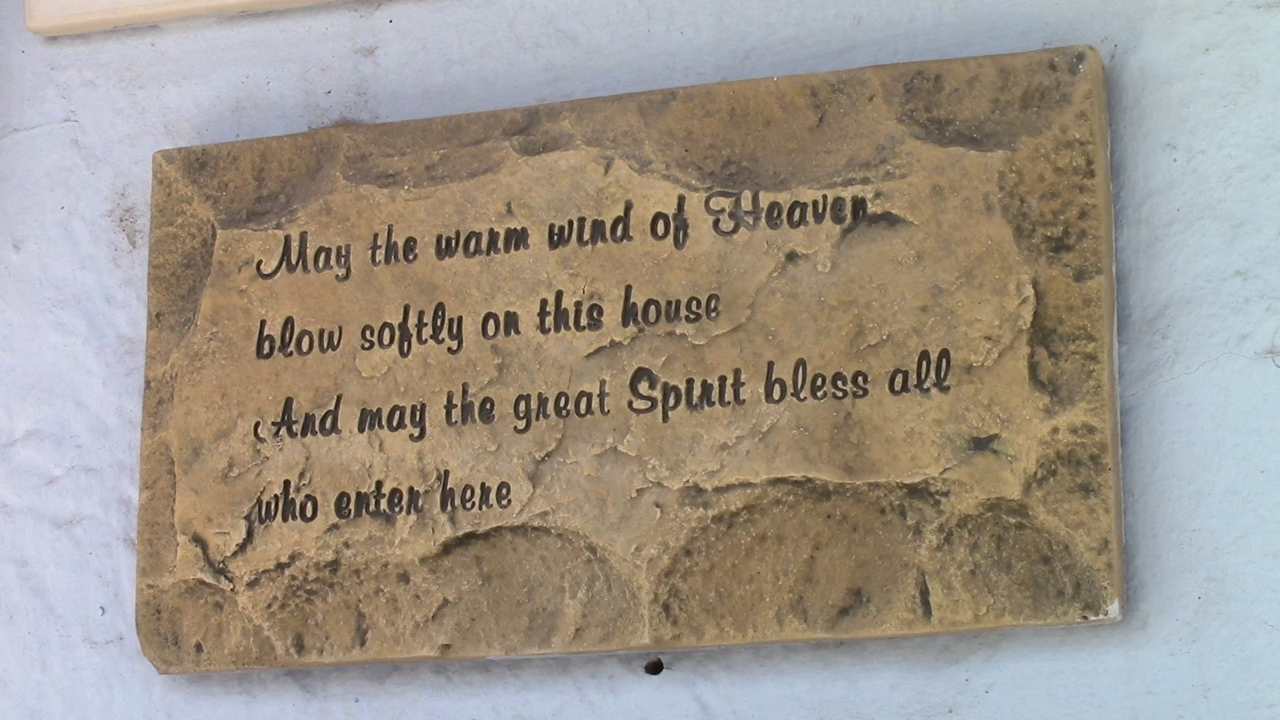 May the warm wind of Heaven
blow softly on this house
And may the great Spirit bless all
who enter here